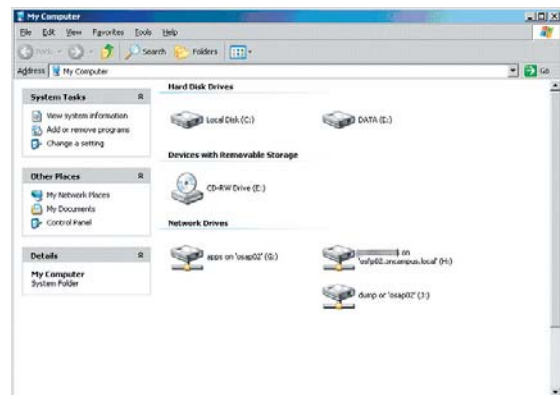 My Computer
File Edit View Favorites Tools Help
Back Search Folders
Address My Computer Go
System Tasks
View system information
Add or remove programs
Change a setting
Other Places
My Network Places
My Documents
Control Panel
Details
My Computer
System Folder
Hard Disk Drives
Local Disk (C:)
DATA (D:)
Devices with Removable Storage
CD-RW Drive (E:)
Network Drives
apps on 'osap02' (G:)
on
oncampus.local' (H:)
dump on 'osap02' (J:)